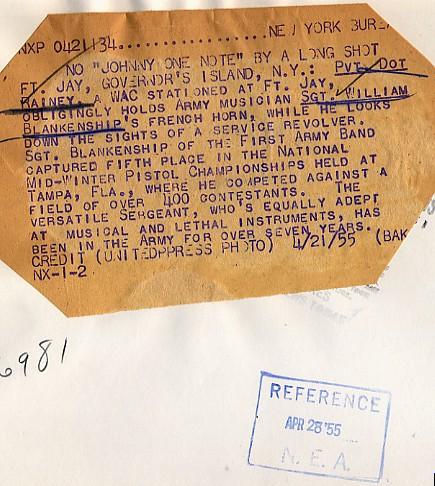 NXP 0421134....................NEW YORK BUREAU
NO "JOHNNY ONE NOTE" BY A LONG SHOT
FT. JAY, GOVERNOR'S ISLAND, N.Y.: PVT. DOT
RAINEY, A WAC STATIONED AT FT. JAY,
OBLIGINGLY HOLDS ARMY MUSICIAN SGT. WILLIAM
BLANKENSHIP'S FRENCH HORN, WHILE HE LOOKS
DOWN THE SIGHTS OF A SERVICE REVOLVER.
SGT. BLANKENSHIP OF THE FIRST ARMY BAND
CAPTURED FIFTH PLACE IN THE NATIONAL
MID-WINTER PISTOL CHAMPIONSHIPS HELD AT
TAMPA, FLA., WHERE HE COMPETED AGAINST A
FIELD OF OVER 400 CONTESTANTS. THE
VERSATILE SERGEANT, WHO'S EQUALLY ADEPT
AT MUSICAL AND LETHAL INSTRUMENTS, HAS
BEEN IN THE ARMY FOR OVER SEVEN YEARS.
CREDIT (UNITEDPPRESS PHOTO) 4/21/55 (BAK
NX-1-2
6981
REFERENCE
APR 28 '55
N. E. A.